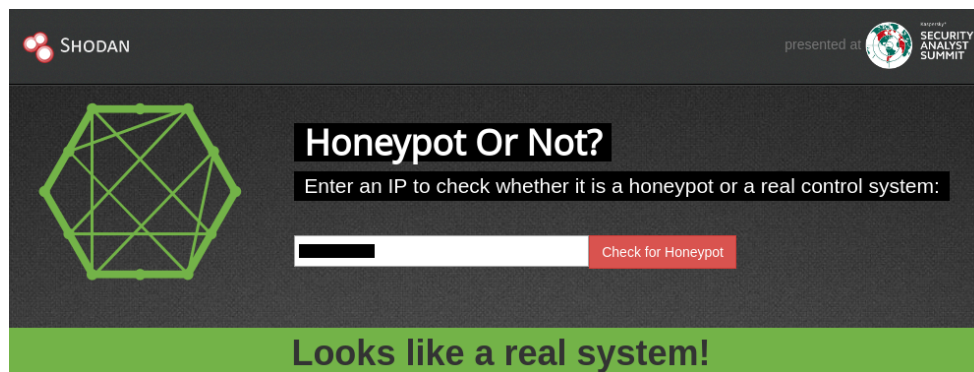 SHODAN
presented at
kaspersky
SECURITY
ANALYST
SUMMIT
Honeypot Or Not?
Enter an IP to check whether it is a honeypot or a real control system:
Check for Honeypot
Looks like a real system!